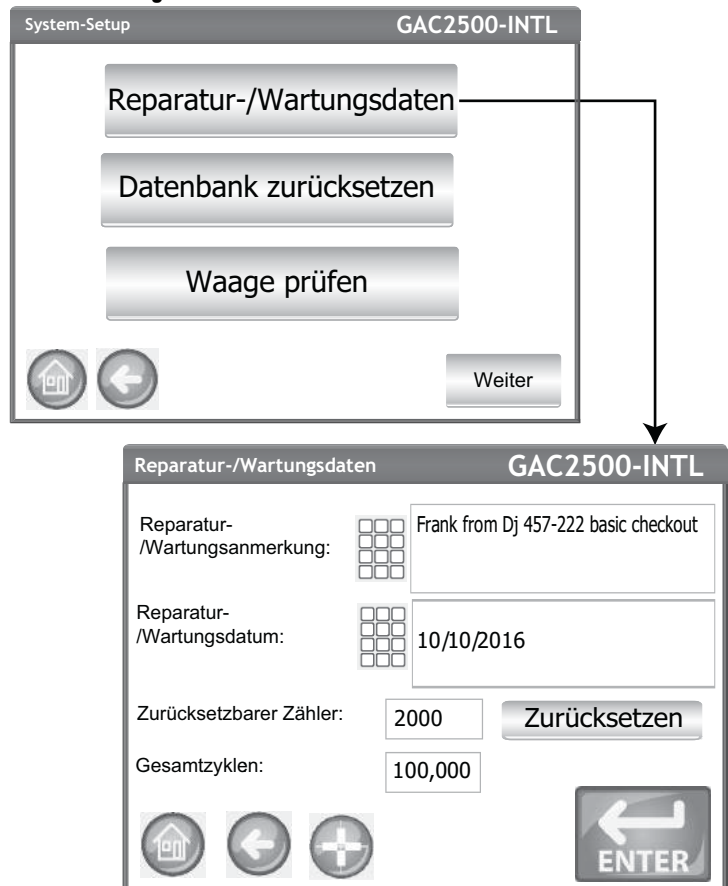 System-Setup GAC2500-INTL
Reparatur-/Wartungsdaten
Datenbank zurücksetzen
Waage prüfen
Weiter
Reparatur-/Wartungsdaten GAC2500-INTL
Reparatur-
/Wartungsanmerkung:
Frank from Dj 457-222 basic checkout
Reparatur-
/Wartungsdatum:
10/10/2016
Zurücksetzbarer Zähler: 2000 Zurücksetzen
Gesamtzyklen: 100,000
ENTER